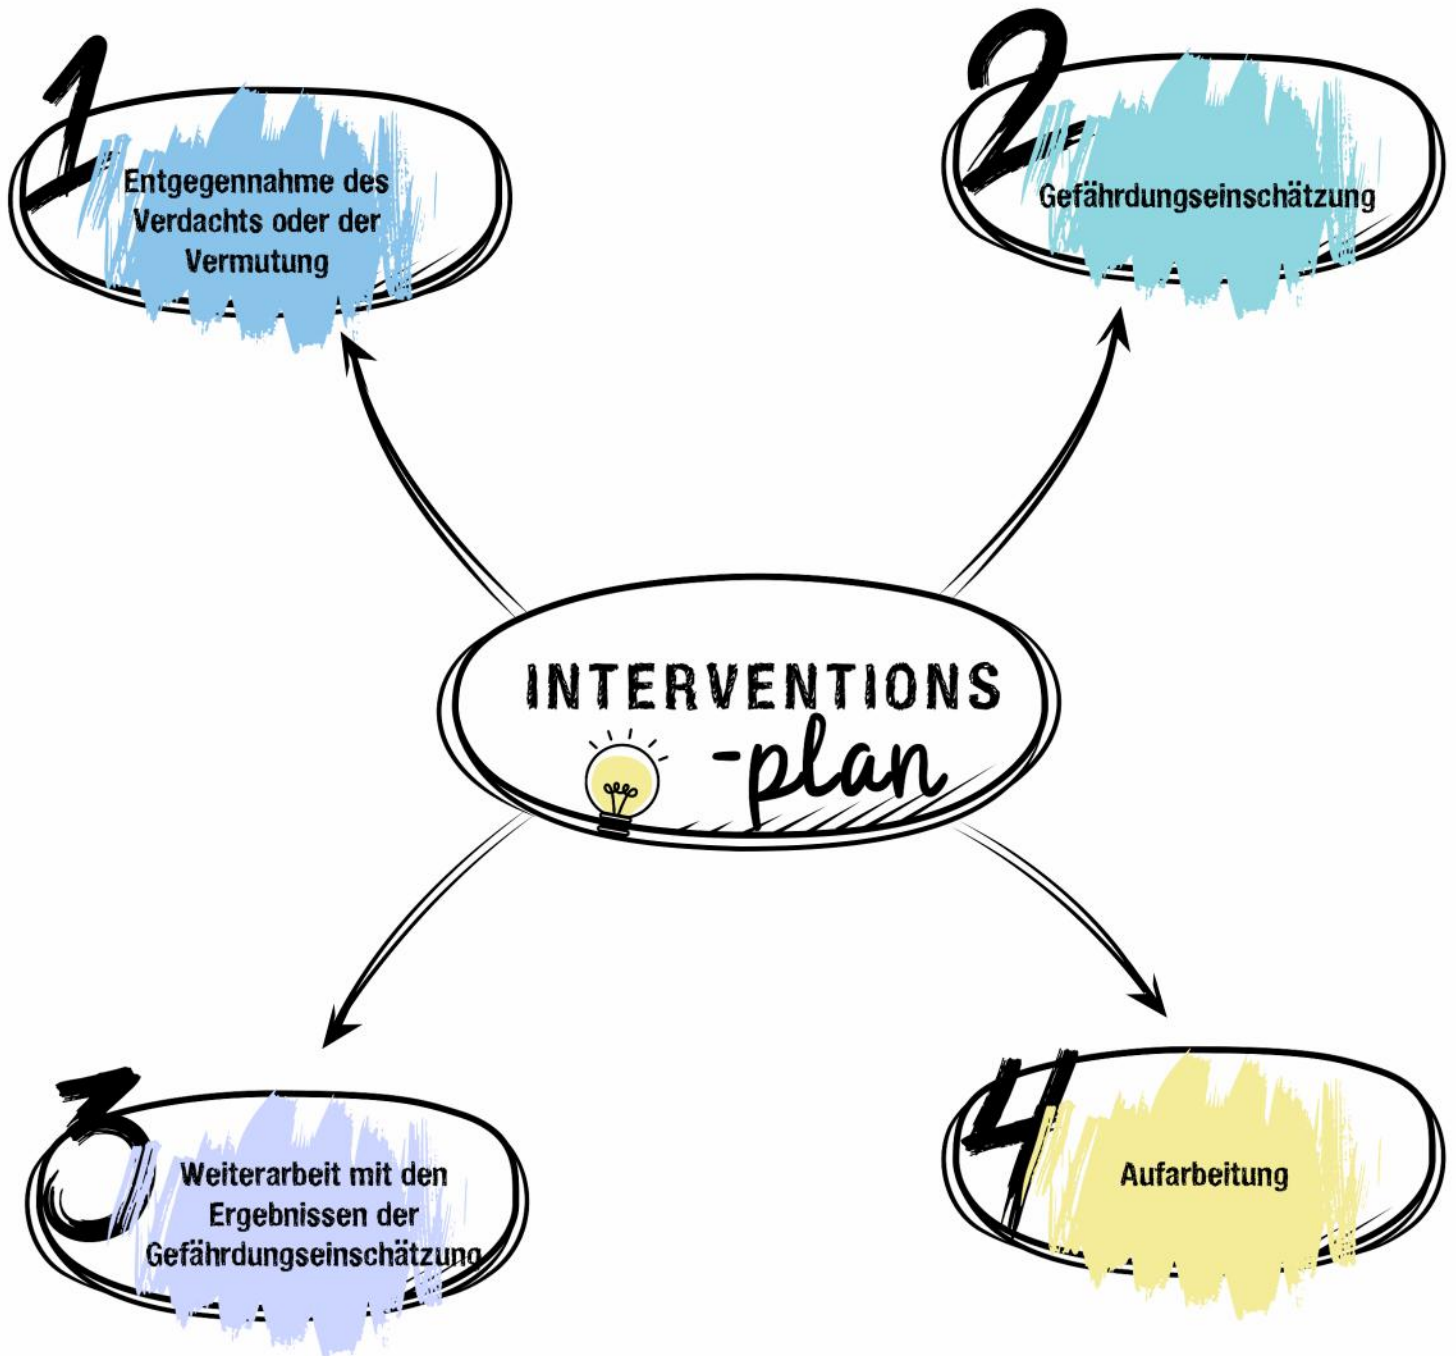 1
Entgegennahme des
Verdachts oder der
Vermutung
2
Gefährdungseinschätzung
INTERVENTIONS
-plan
3
Weiterarbeit mit den
Ergebnissen der
Gefährdungseinschätzung
4
Aufarbeitung